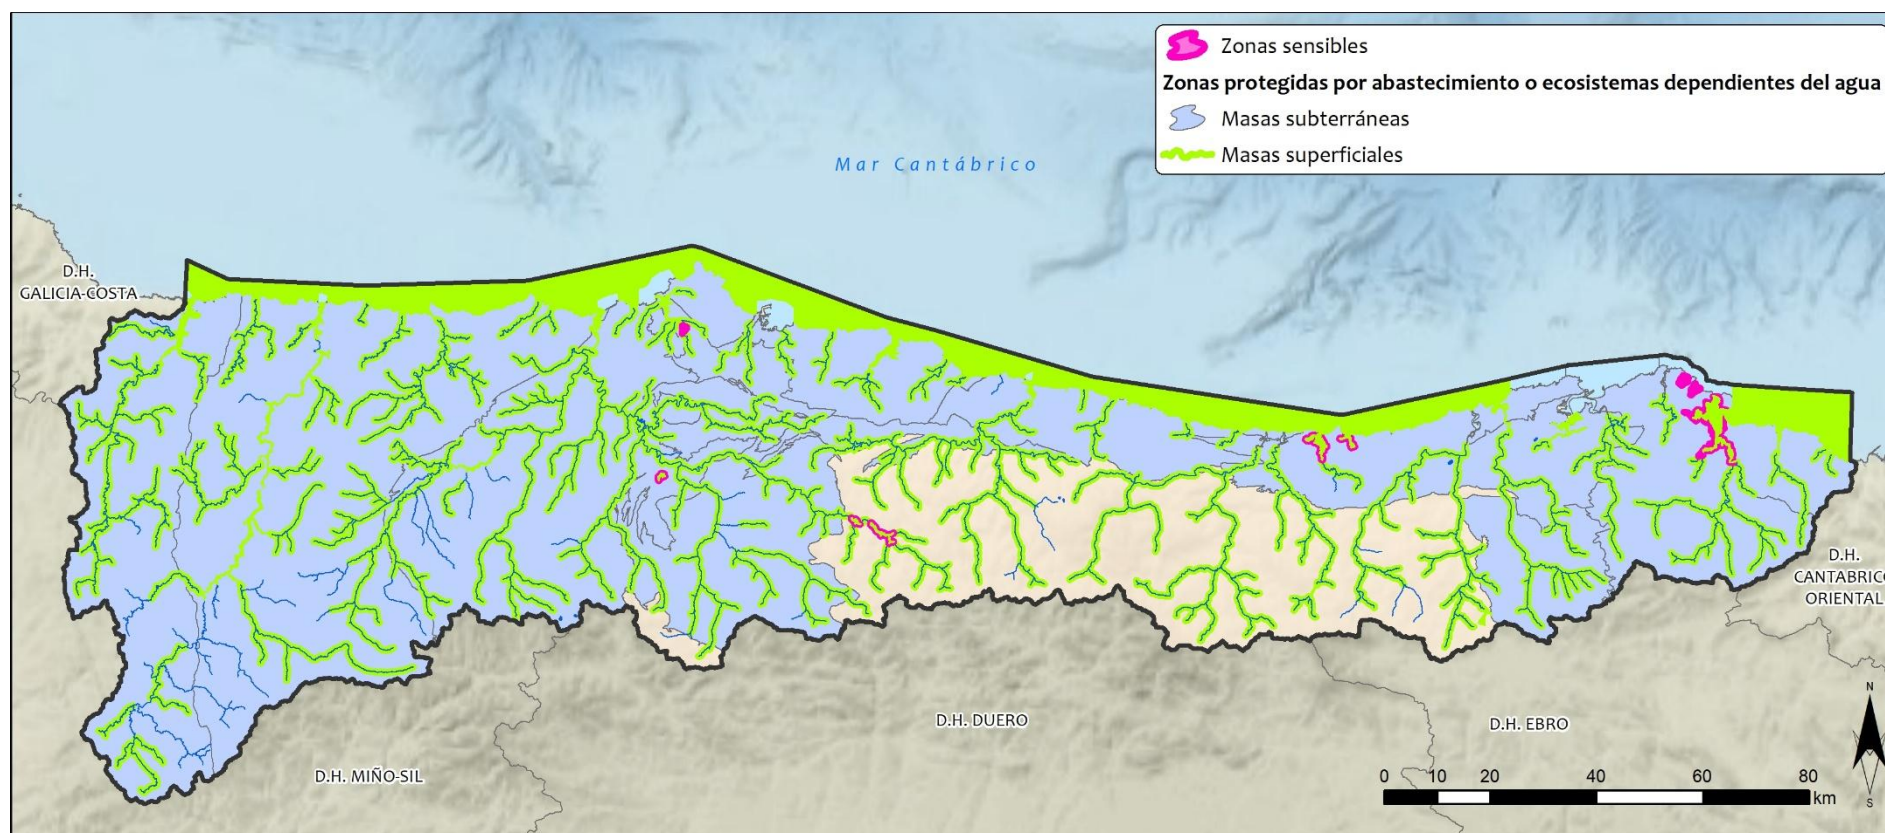 Zonas sensibles
Zonas protegidas por abastecimiento o ecosistemas dependientes del agua
Masas subterráneas
Masas superficiales
Mar Cantábrico
D.H.
GALICIA-COSTA
D.H.
CANTABRICO
ORIENTAL
D.H. DUERO
D.H. EBRO
D.H. MIÑO-SIL
N
S
0 10 20 40 60 80
km